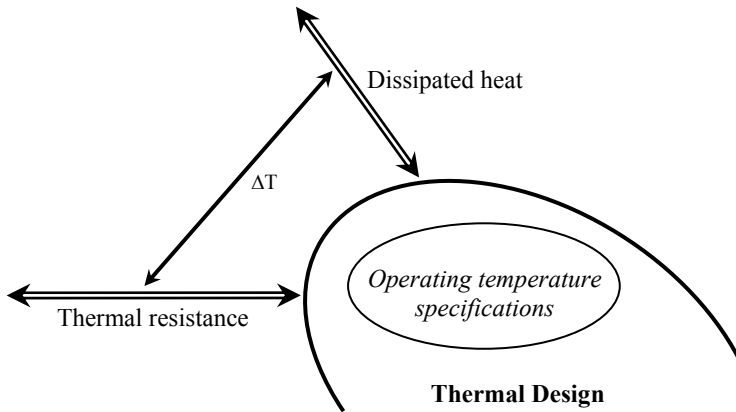 Dissipated heat
ΔT
Thermal resistance
Operating temperature
specifications
Thermal Design